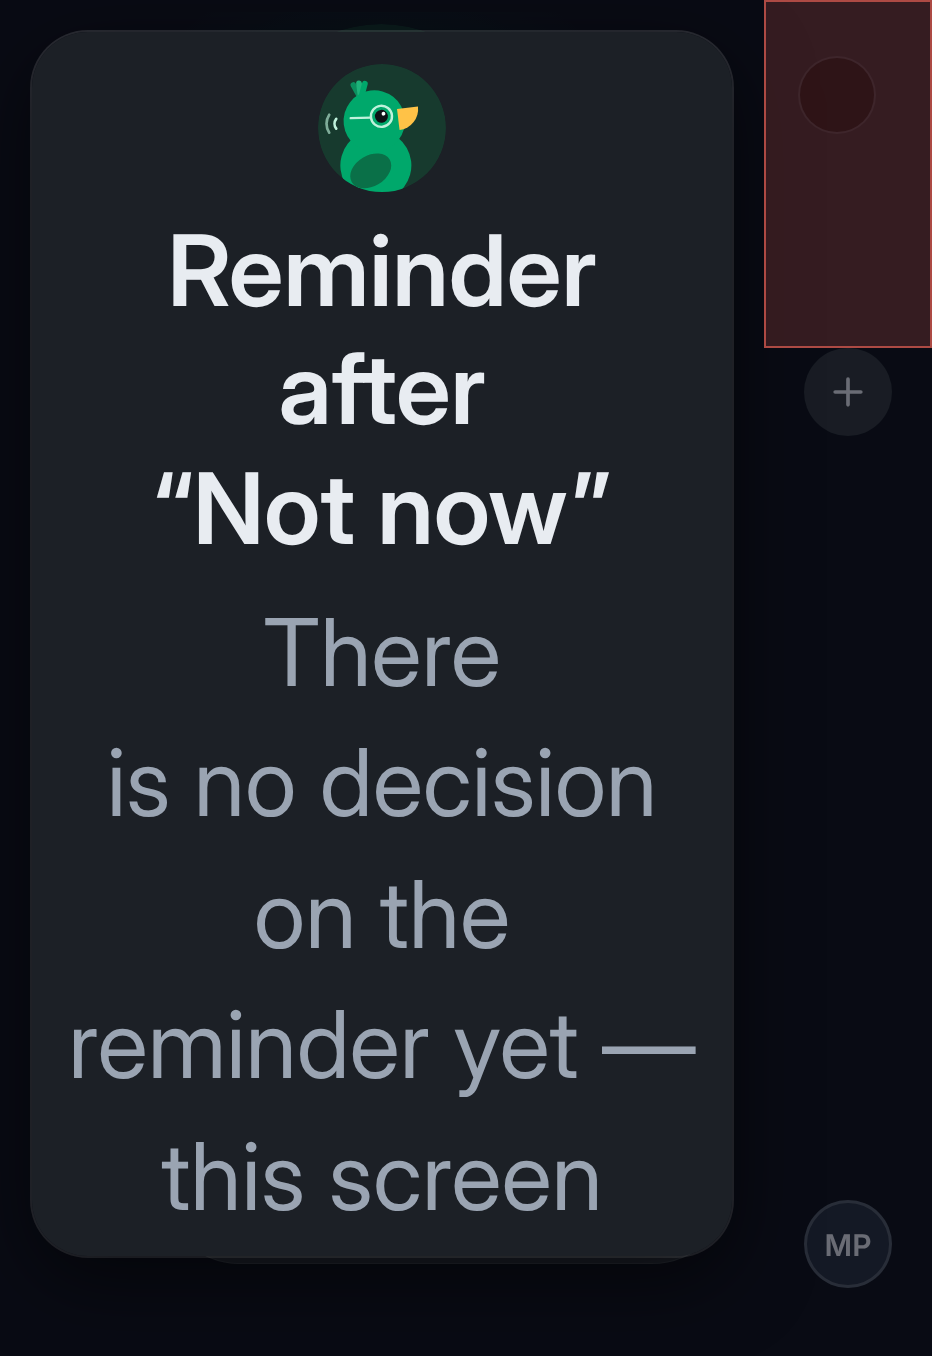 Reminder
after
“Not now”
There
is no decision
on the
reminder yet —
this screen
MP